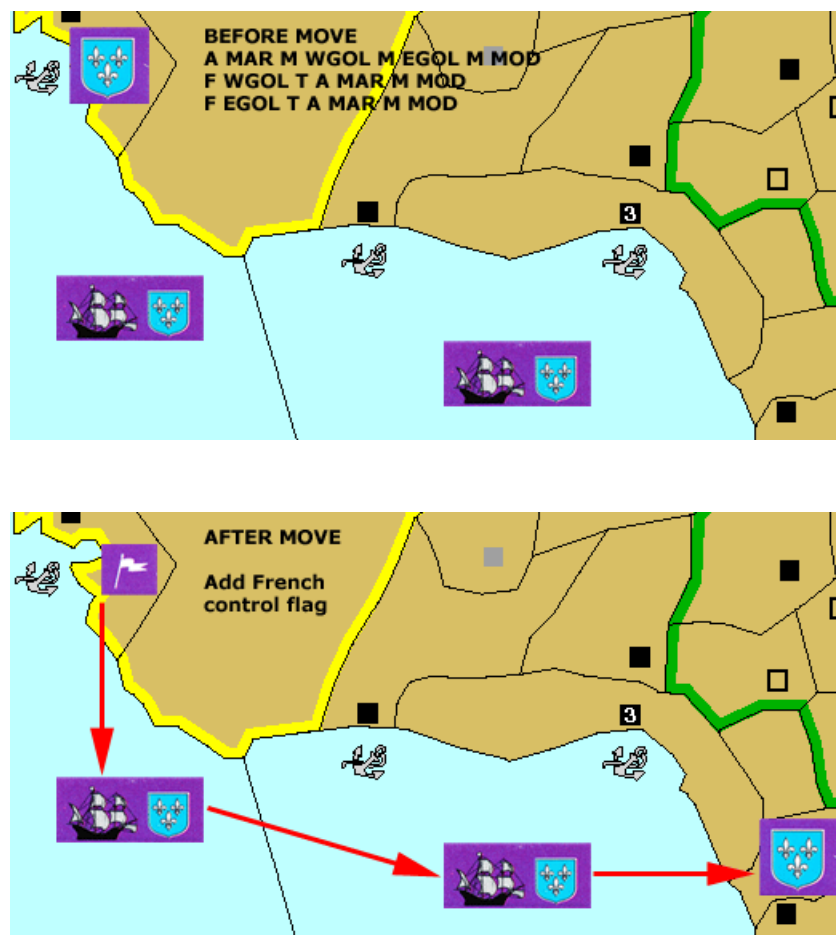 BEFORE MOVE
A MAR M WGOL M EGOL M MOD
F WGOL T A MAR M MOD
F EGOL T A MAR M MOD
3
AFTER MOVE
Add French
control flag
3